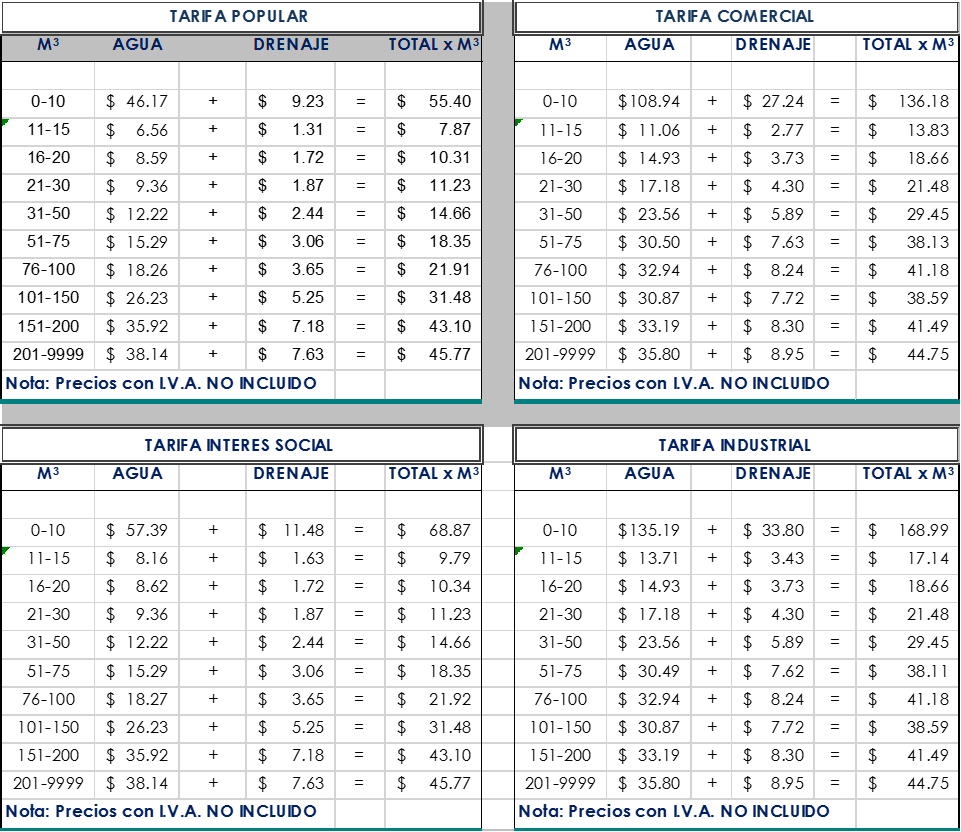 TARIFA POPULAR
M3 AGUA DRENAJE TOTAL x M3
0-10 $ 46.17 + $ 9.23 = $ 55.40
11-15 $ 6.56 + $ 1.31 = $ 7.87
16-20 $ 8.59 + $ 1.72 = $ 10.31
21-30 $ 9.36 + $ 1.87 = $ 11.23
31-50 $ 12.22 + $ 2.44 = $ 14.66
51-75 $ 15.29 + $ 3.06 = $ 18.35
76-100 $ 18.26 + $ 3.65 = $ 21.91
101-150 $ 26.23 + $ 5.25 = $ 31.48
151-200 $ 35.92 + $ 7.18 = $ 43.10
201-9999 $ 38.14 + $ 7.63 = $ 45.77
Nota: Precios con I.V.A. NO INCLUIDO
TARIFA COMERCIAL
M3 AGUA DRENAJE TOTAL x M3
0-10 $108.94 + $ 27.24 = $ 136.18
11-15 $ 11.06 + $ 2.77 = $ 13.83
16-20 $ 14.93 + $ 3.73 = $ 18.66
21-30 $ 17.18 + $ 4.30 = $ 21.48
31-50 $ 23.56 + $ 5.89 = $ 29.45
51-75 $ 30.50 + $ 7.63 = $ 38.13
76-100 $ 32.94 + $ 8.24 = $ 41.18
101-150 $ 30.87 + $ 7.72 = $ 38.59
151-200 $ 33.19 + $ 8.30 = $ 41.49
201-9999 $ 35.80 + $ 8.95 = $ 44.75
Nota: Precios con I.V.A. NO INCLUIDO
TARIFA INTERES SOCIAL
M3 AGUA DRENAJE TOTAL x M3
0-10 $ 57.39 + $ 11.48 = $ 68.87
11-15 $ 8.16 + $ 1.63 = $ 9.79
16-20 $ 8.62 + $ 1.72 = $ 10.34
21-30 $ 9.36 + $ 1.87 = $ 11.23
31-50 $ 12.22 + $ 2.44 = $ 14.66
51-75 $ 15.29 + $ 3.06 = $ 18.35
76-100 $ 18.27 + $ 3.65 = $ 21.92
101-150 $ 26.23 + $ 5.25 = $ 31.48
151-200 $ 35.92 + $ 7.18 = $ 43.10
201-9999 $ 38.14 + $ 7.63 = $ 45.77
Nota: Precios con I.V.A. NO INCLUIDO
TARIFA INDUSTRIAL
M3 AGUA DRENAJE TOTAL x M3
0-10 $135.19 + $ 33.80 = $ 168.99
11-15 $ 13.71 + $ 3.43 = $ 17.14
16-20 $ 14.93 + $ 3.73 = $ 18.66
21-30 $ 17.18 + $ 4.30 = $ 21.48
31-50 $ 23.56 + $ 5.89 = $ 29.45
51-75 $ 30.49 + $ 7.62 = $ 38.11
76-100 $ 32.94 + $ 8.24 = $ 41.18
101-150 $ 30.87 + $ 7.72 = $ 38.59
151-200 $ 33.19 + $ 8.30 = $ 41.49
201-9999 $ 35.80 + $ 8.95 = $ 44.75
Nota: Precios con I.V.A. NO INCLUIDO